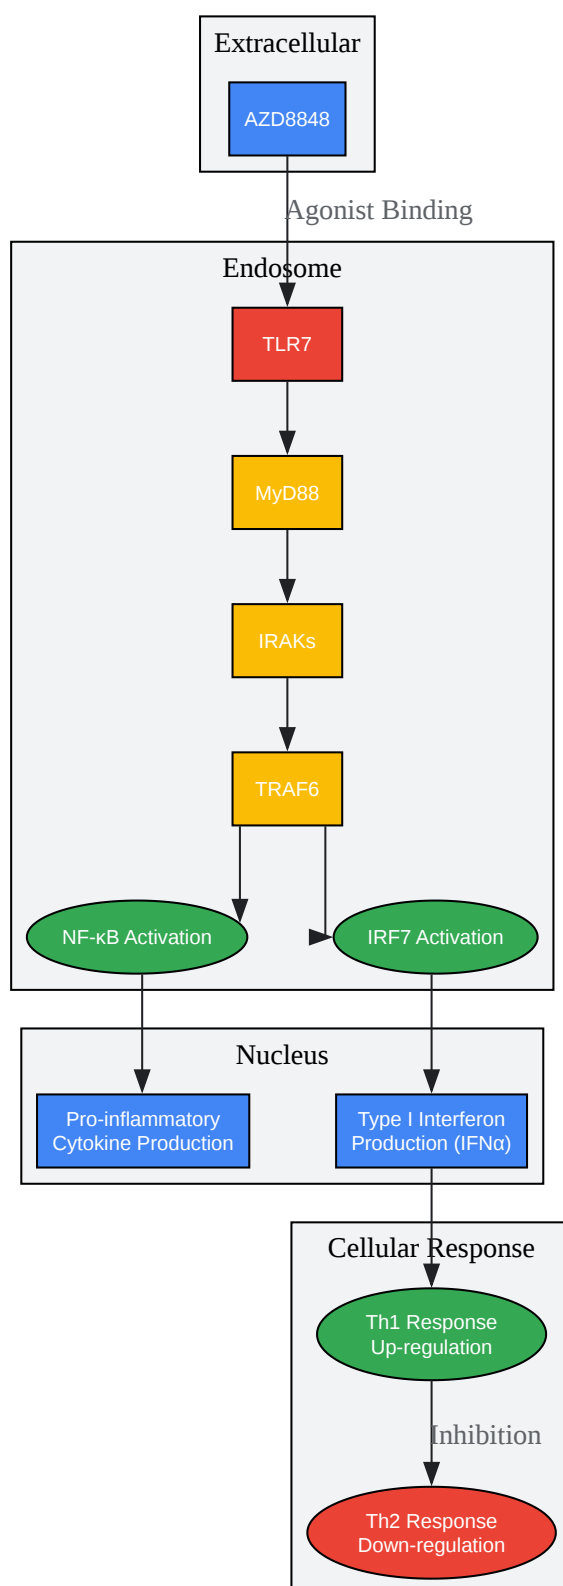 Extracellular
AZD8848
Agonist Binding
Endosome
TLR7
MyD88
IRAKs
TRAF6
NF-κB Activation
IRF7 Activation
Nucleus
Pro-inflammatory
Cytokine Production
Type I Interferon
Production (IFNα)
Cellular Response
Th1 Response
Up-regulation
Inhibition
Th2 Response
Down-regulation